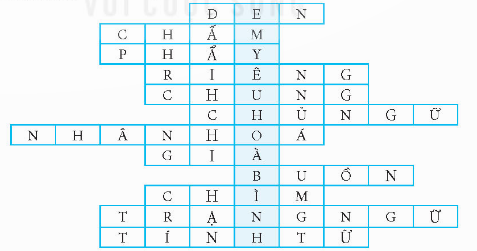 Đ E N
C H Ấ M
P H Ẩ Y
R I Ê N G
C H U N G
C H Ủ N G Ữ
N H Â N H O Á
G I À
B U Ồ N
C H Ì M
T R Ạ N G N G Ữ
T Í N H T Ừ